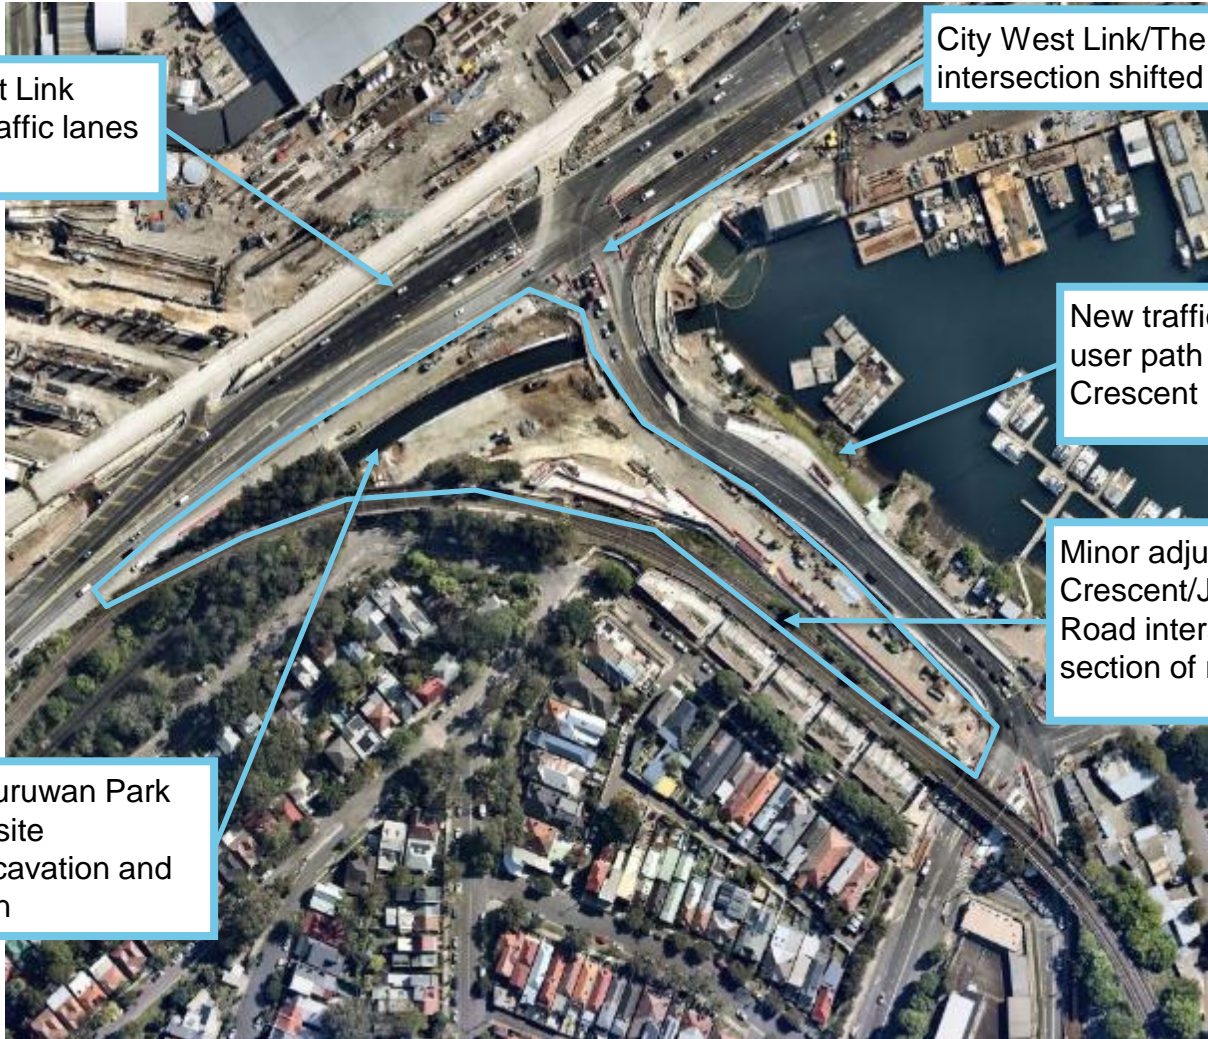 t Link
affic lanes
City West Link/The
intersection shifted
New traffic
user path
Crescent
Minor adju
Crescent/J
Road inters
section of r
uruwan Park
site
cavation and
n